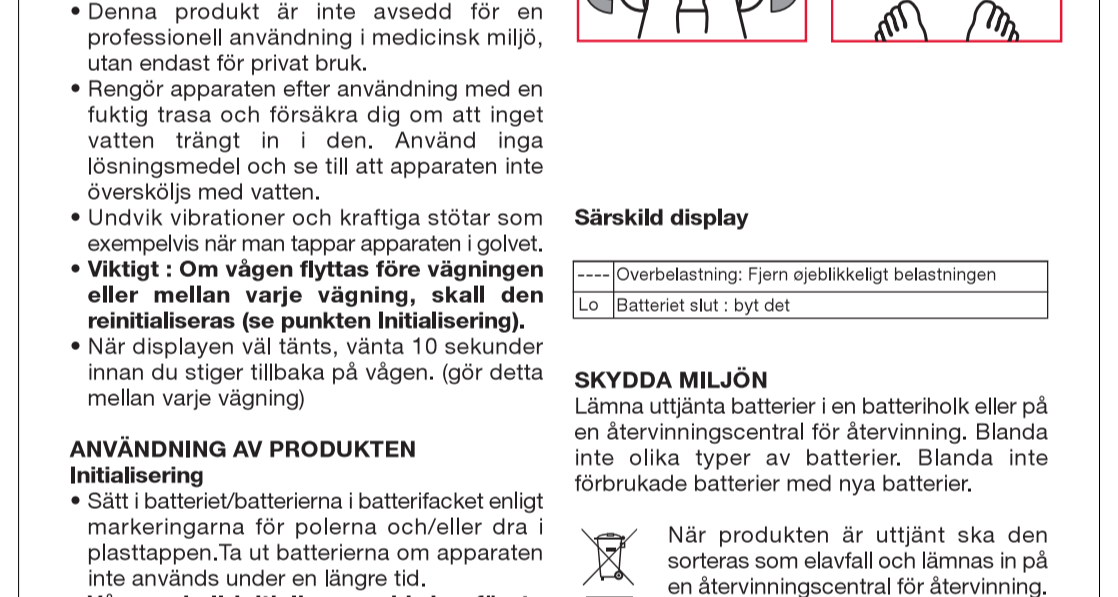 • Denna produkt är inte avsedd för en
professionell användning i medicinsk miljö,
utan endast för privat bruk.
• Rengör apparaten efter användning med en
fuktig trasa och försäkra dig om att inget
vatten trängt in i den. Använd inga
lösningsmedel och se till att apparaten inte
översköljs med vatten.
• Undvik vibrationer och kraftiga stötar som
exempelvis när man tappar apparaten i golvet.
• Viktigt : Om vågen flyttas före vägningen
eller mellan varje vägning, skall den
reinitialiseras (se punkten Initialisering).
• När displayen väl tänts, vänta 10 sekunder
innan du stiger tillbaka på vågen. (gör detta
mellan varje vägning)
ANVÄNDNING AV PRODUKTEN
Initialisering
• Sätt i batteriet/batterierna i batterifacket enligt
markeringarna för polerna och/eller dra i
plasttappen.Ta ut batterierna om apparaten
inte används under en längre tid.
Särskild display
---- Overbelastning: Fjern øjeblikkeligt belastningen
Lo Batteriet slut : byt det
SKYDDA MILJÖN
Lämna uttjänta batterier i en batteriholk eller på
en återvinningscentral för återvinning. Blanda
inte olika typer av batterier. Blanda inte
förbrukade batterier med nya batterier.
När produkten är uttjänt ska den
sorteras som elavfall och lämnas in på
en återvinningscentral för återvinning.